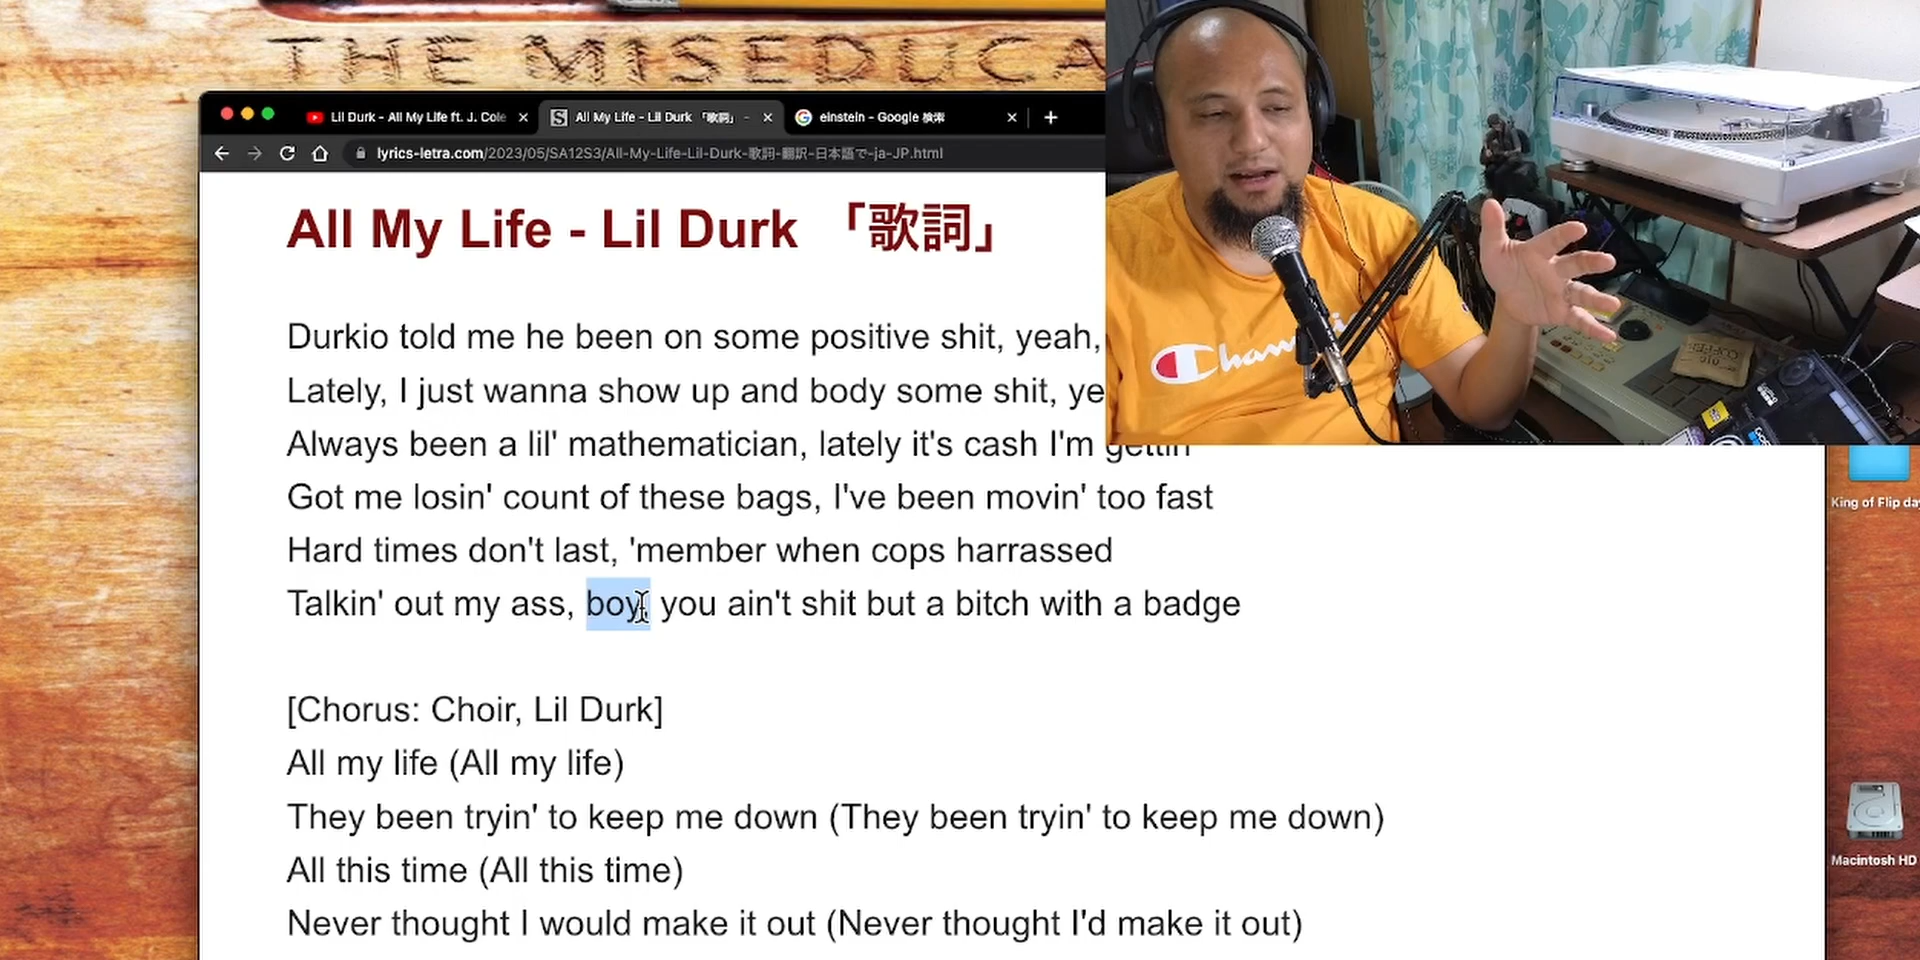 THE MISEDUCA
Lil Durk - All My Life ft. J. Cole
All My Life - Lil Durk 「歌詞」 -
einstein - Google 検索
lyrics-letra.com/2023/05/SA12S3/All-My-Life-Lil-Durk-歌詞-翻訳-日本語で-ja-JP.html
All My Life - Lil Durk 「歌詞」
Durkio told me he been on some positive shit, yeah,
Lately, I just wanna show up and body some shit, ye
Always been a lil' mathematician, lately it's cash I'm gettin'
Got me losin' count of these bags, I've been movin' too fast
Hard times don't last, 'member when cops harrassed
Talkin' out my ass, boy, you ain't shit but a bitch with a badge
[Chorus: Choir, Lil Durk]
All my life (All my life)
They been tryin' to keep me down (They been tryin' to keep me down)
All this time (All this time)
Never thought I would make it out (Never thought I'd make it out)
Cham
King of Flip da
Macintosh HD